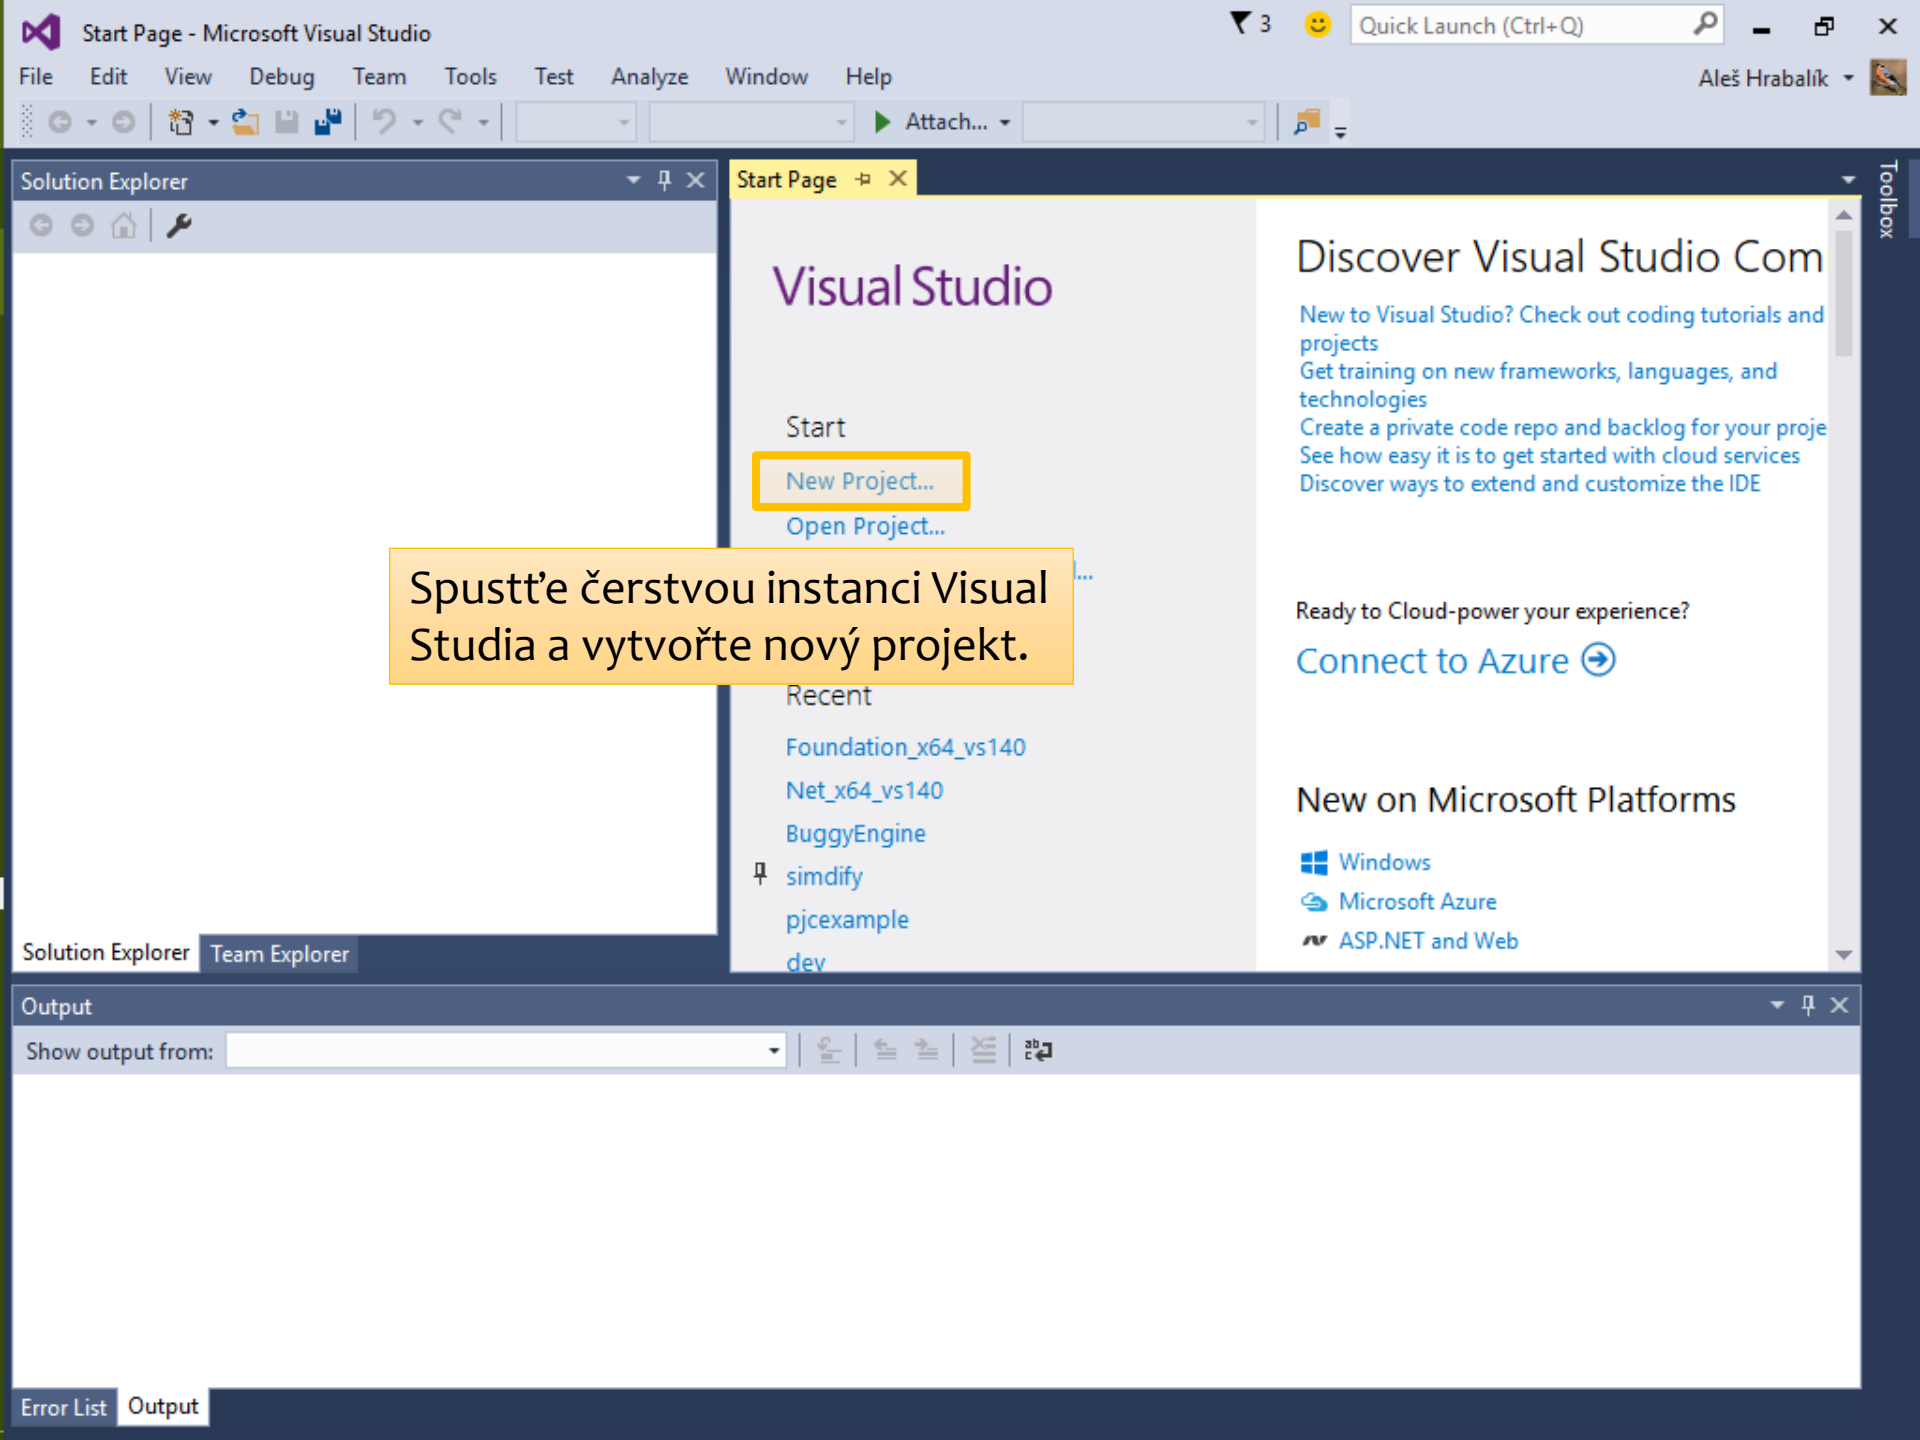 Start Page - Microsoft Visual Studio
3
Quick Launch (Ctrl+Q)
File Edit View Debug Team Tools Test Analyze Window Help
Aleš Hrabalík
Attach...
Solution Explorer
Start Page
Toolbox
Visual Studio
Start
New Project...
Open Project...
Spusťte čerstvou instanci Visual
Studia a vytvořte nový projekt.
Recent
Foundation_x64_vs140
Net_x64_vs140
BuggyEngine
simdify
pjcexample
dev
Discover Visual Studio Com
New to Visual Studio? Check out coding tutorials and
projects
Get training on new frameworks, languages, and
technologies
Create a private code repo and backlog for your proje
See how easy it is to get started with cloud services
Discover ways to extend and customize the IDE
Ready to Cloud-power your experience?
Connect to Azure
New on Microsoft Platforms
Windows
Microsoft Azure
ASP.NET and Web
Solution Explorer Team Explorer
Output
Show output from:
Error List Output